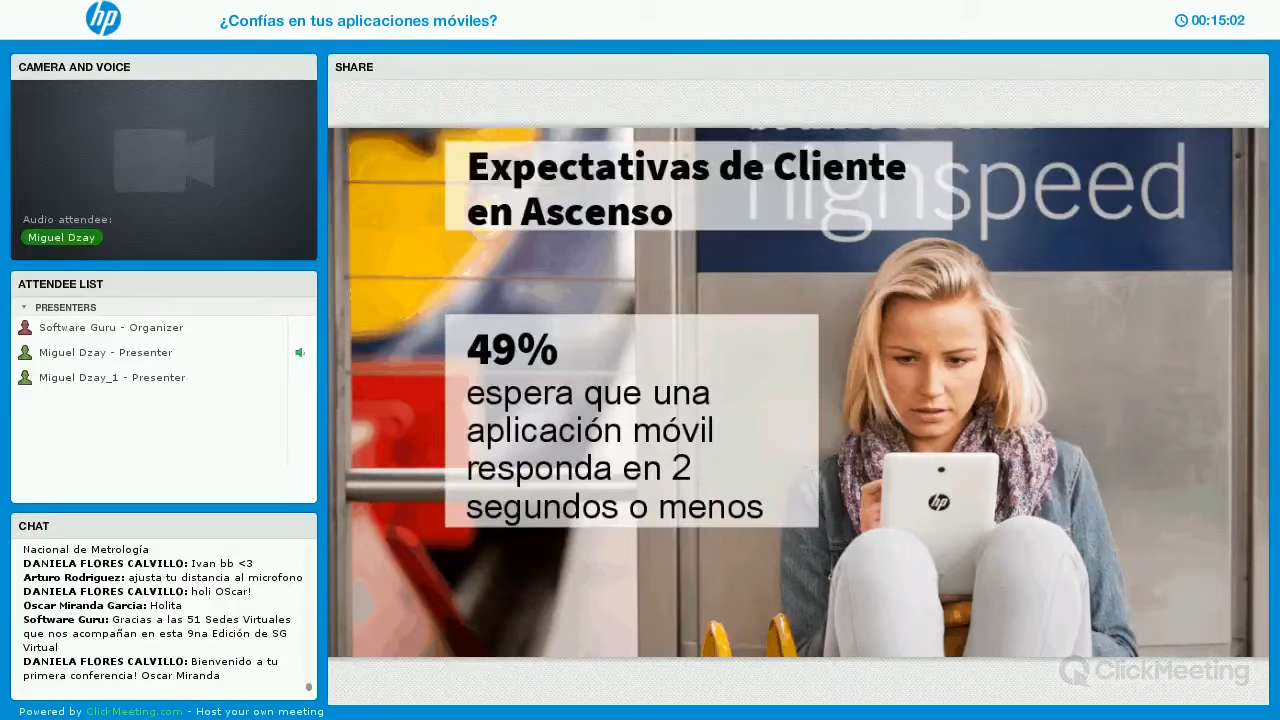 hp
¿Confías en tus aplicaciones móviles?
00:15:02
CAMERA AND VOICE
Audio attendee:
Miguel Dzay
ATTENDEE LIST
PRESENTERS
Software Guru - Organizer
Miguel Dzay - Presenter
Miguel Dzay_1 - Presenter
CHAT
Nacional de Metrología
DANIELA FLORES CALVILLO: Ivan bb <3
Arturo Rodriguez: ajusta tu distancia al microfono
DANIELA FLORES CALVILLO: holi OScar!
Oscar Miranda Garcia: Holita
Software Guru: Gracias a las 51 Sedes Virtuales
que nos acompañan en esta 9na Edición de SG
Virtual
DANIELA FLORES CALVILLO: Bienvenido a tu
primera conferencia! Oscar Miranda
Powered by ClickMeeting.com - Host your own meeting
SHARE
highspeed
Expectativas de Cliente
en Ascenso
49%
espera que una
aplicación móvil
responda en 2
segundos o menos
hp
ClickMeeting